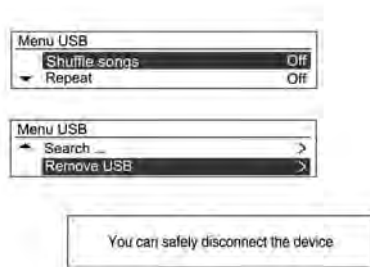 Menu USB
Shuffle songs Off
Repeat Off
Menu USB
Search ... >
Remove USB >
You can safely disconnect the device